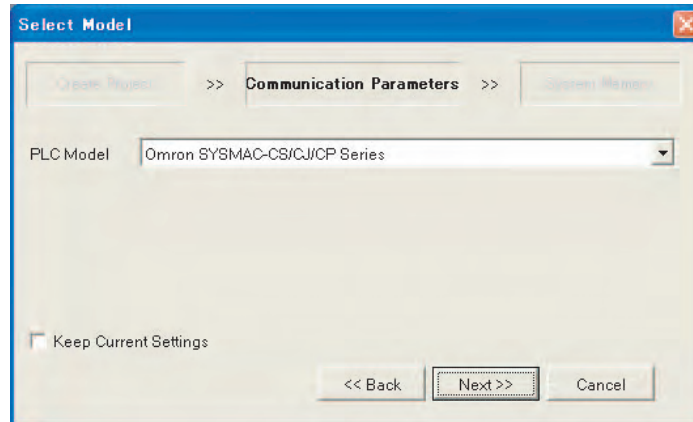 Select Model
Create Project >> Communication Parameters >> System Memory
PLC Model Omron SYSMAC-CS/CJ/CP Series
Keep Current Settings
<< Back Next >> Cancel